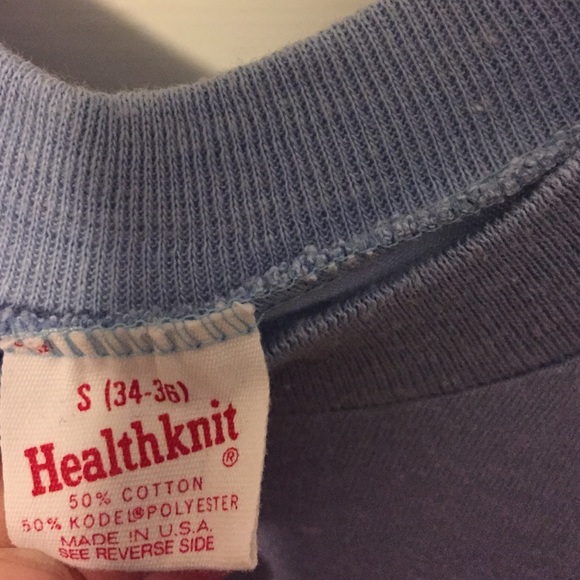 S (34-36)
Healthknit®
50% COTTON
50% KODEL® POLYESTER
MADE IN U.S.A.
SEE REVERSE SIDE